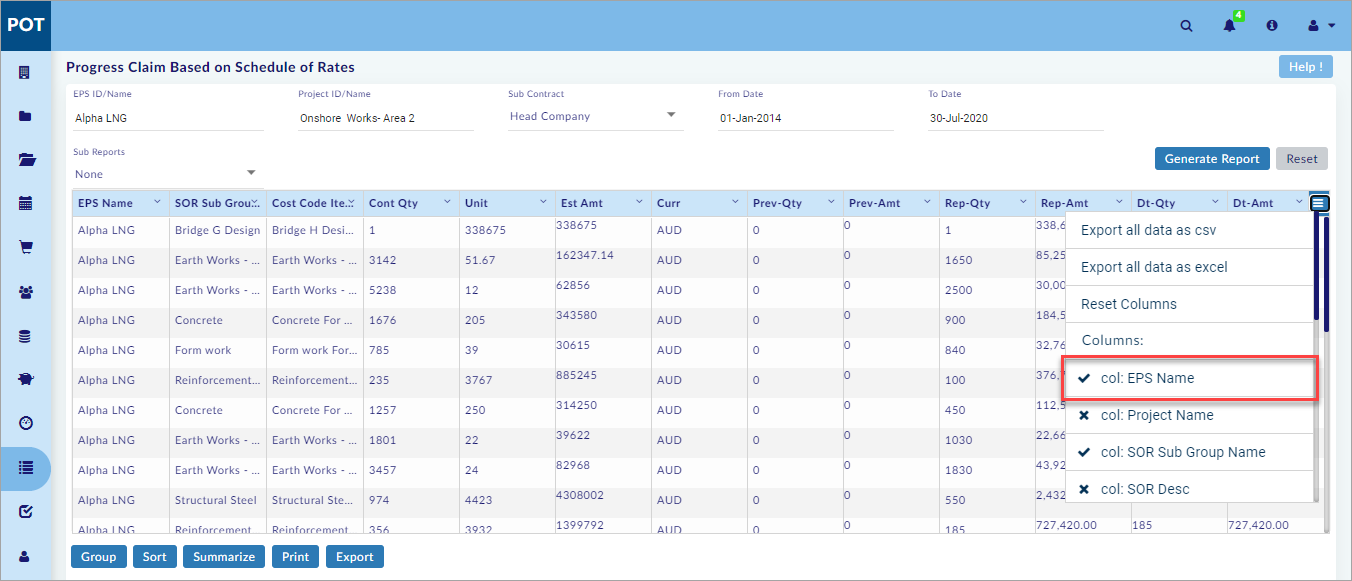 POT
4
Progress Claim Based on Schedule of Rates
Help !
EPS ID/Name Project ID/Name Sub Contract From Date To Date
Alpha LNG Onshore Works- Area 2 Head Company 01-Jan-2014 30-Jul-2020
Sub Reports
None
Generate Report Reset
EPS Name SOR Sub Grou... Cost Code Ite... Cont Qty Unit Est Amt Curr Prev-Qty Prev-Amt Rep-Qty Rep-Amt Dt-Qty Dt-Amt
Alpha LNG Bridge G Design Bridge H Desi... 1 338675 338675 AUD 0 0 1 338,6
Alpha LNG Earth Works - ... Earth Works - ... 3142 51.67 162347.14 AUD 0 0 1650 85,25
Alpha LNG Earth Works - ... Earth Works - ... 5238 12 62856 AUD 0 0 2500 30,00
Alpha LNG Concrete Concrete For ... 1676 205 343580 AUD 0 0 900 184,5
Alpha LNG Form work Form work For... 785 39 30615 AUD 0 0 840 32,76
Alpha LNG Reinforcement... Reinforcement... 235 3767 885245 AUD 0 0 100 376,
Alpha LNG Concrete Concrete For ... 1257 250 314250 AUD 0 0 450 112,5
Alpha LNG Earth Works - ... Earth Works - ... 1801 22 39622 AUD 0 0 1030 22,66
Alpha LNG Earth Works - ... Earth Works - ... 3457 24 82968 AUD 0 0 1830 43,92
Alpha LNG Structural Steel Structural Ste... 974 4423 4308002 AUD 0 0 550 2,432
Alpha LNG Reinforcement Reinforcement 356 3932 1399792 AUD 0 0 185 727,420.00 185 727,420.00
Export all data as csv
Export all data as excel
Reset Columns
Columns:
col: EPS Name
col: Project Name
col: SOR Sub Group Name
col: SOR Desc
Group Sort Summarize Print Export